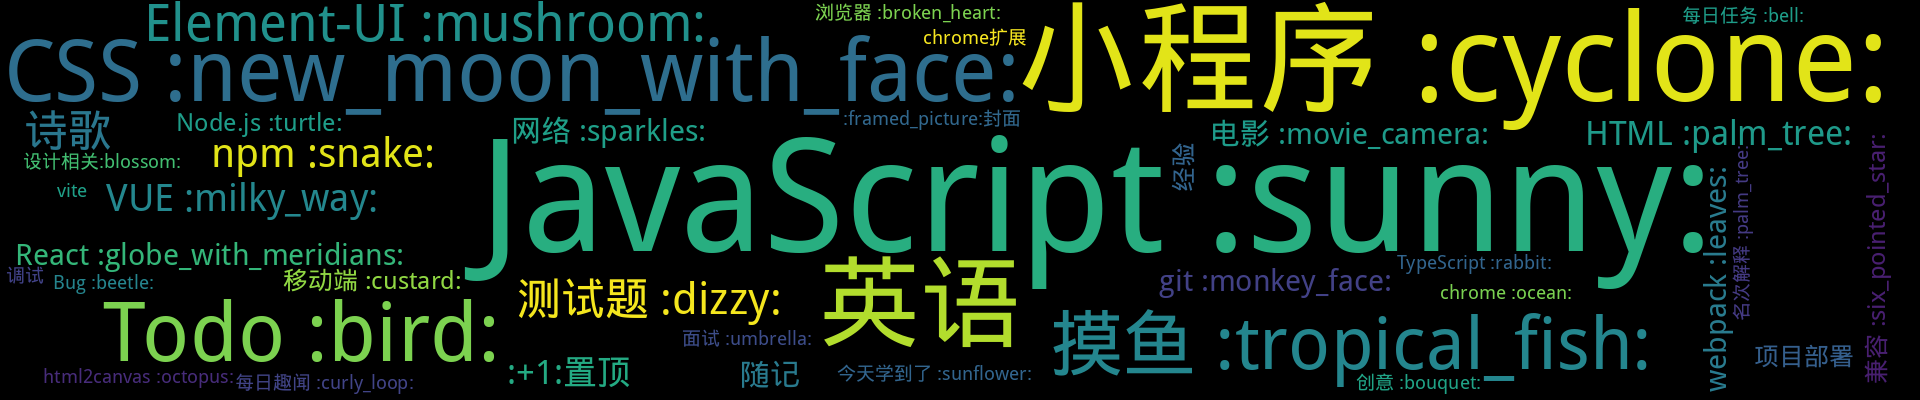 Element-UI :mushroom:
浏览器 :broken_heart:
每日任务 :bell:
chrome扩展
CSS :new_moon_with_face:
小程序 :cyclone:
诗歌
Node.js :turtle:
网络 :sparkles:
:framed_picture:封面
电影 :movie_camera:
HTML :palm_tree:
设计相关:blossom:
npm :snake:
JavaScript :sunny:
经验
vite
VUE :milky_way:
webpack :leaves:
名次解释 :palm_tree:
兼容 :six_pointed_star:
React :globe_with_meridians:
调试
Bug :beetle:
移动端 :custard:
TypeScript :rabbit:
git :monkey_face:
chrome :ocean:
测试题 :dizzy:
英语
Todo :bird:
面试 :umbrella:
摸鱼 :tropical_fish:
项目部署
html2canvas :octopus:
每日趣闻 :curly_loop:
:+1:置顶
随记
今天学到了 :sunflower:
创意 :bouquet: